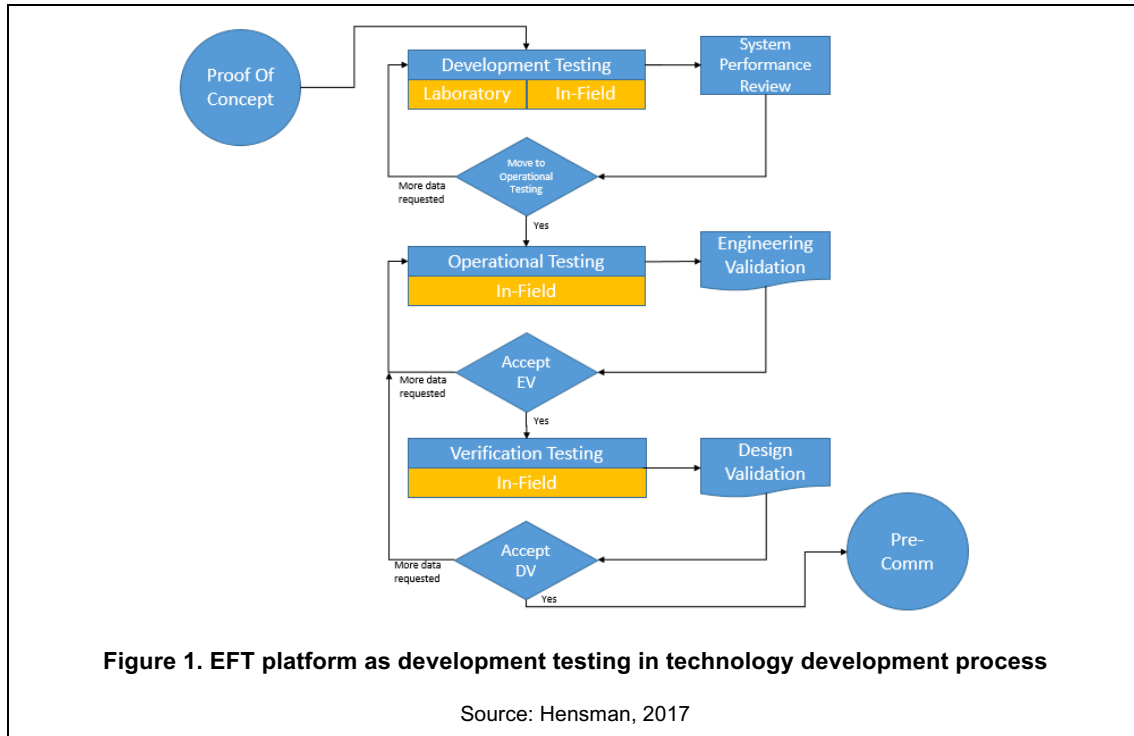 Proof Of
Concept
Development Testing
Laboratory
In-Field
System
Performance
Review
Move to
Operational
Testing
More data
requested
Yes
Operational Testing
In-Field
Engineering
Validation
Accept
EV
More data
requested
Yes
Verification Testing
In-Field
Design
Validation
Accept
DV
More data
requested
Yes
Pre-
Comm
Figure 1. EFT platform as development testing in technology development process
Source: Hensman, 2017